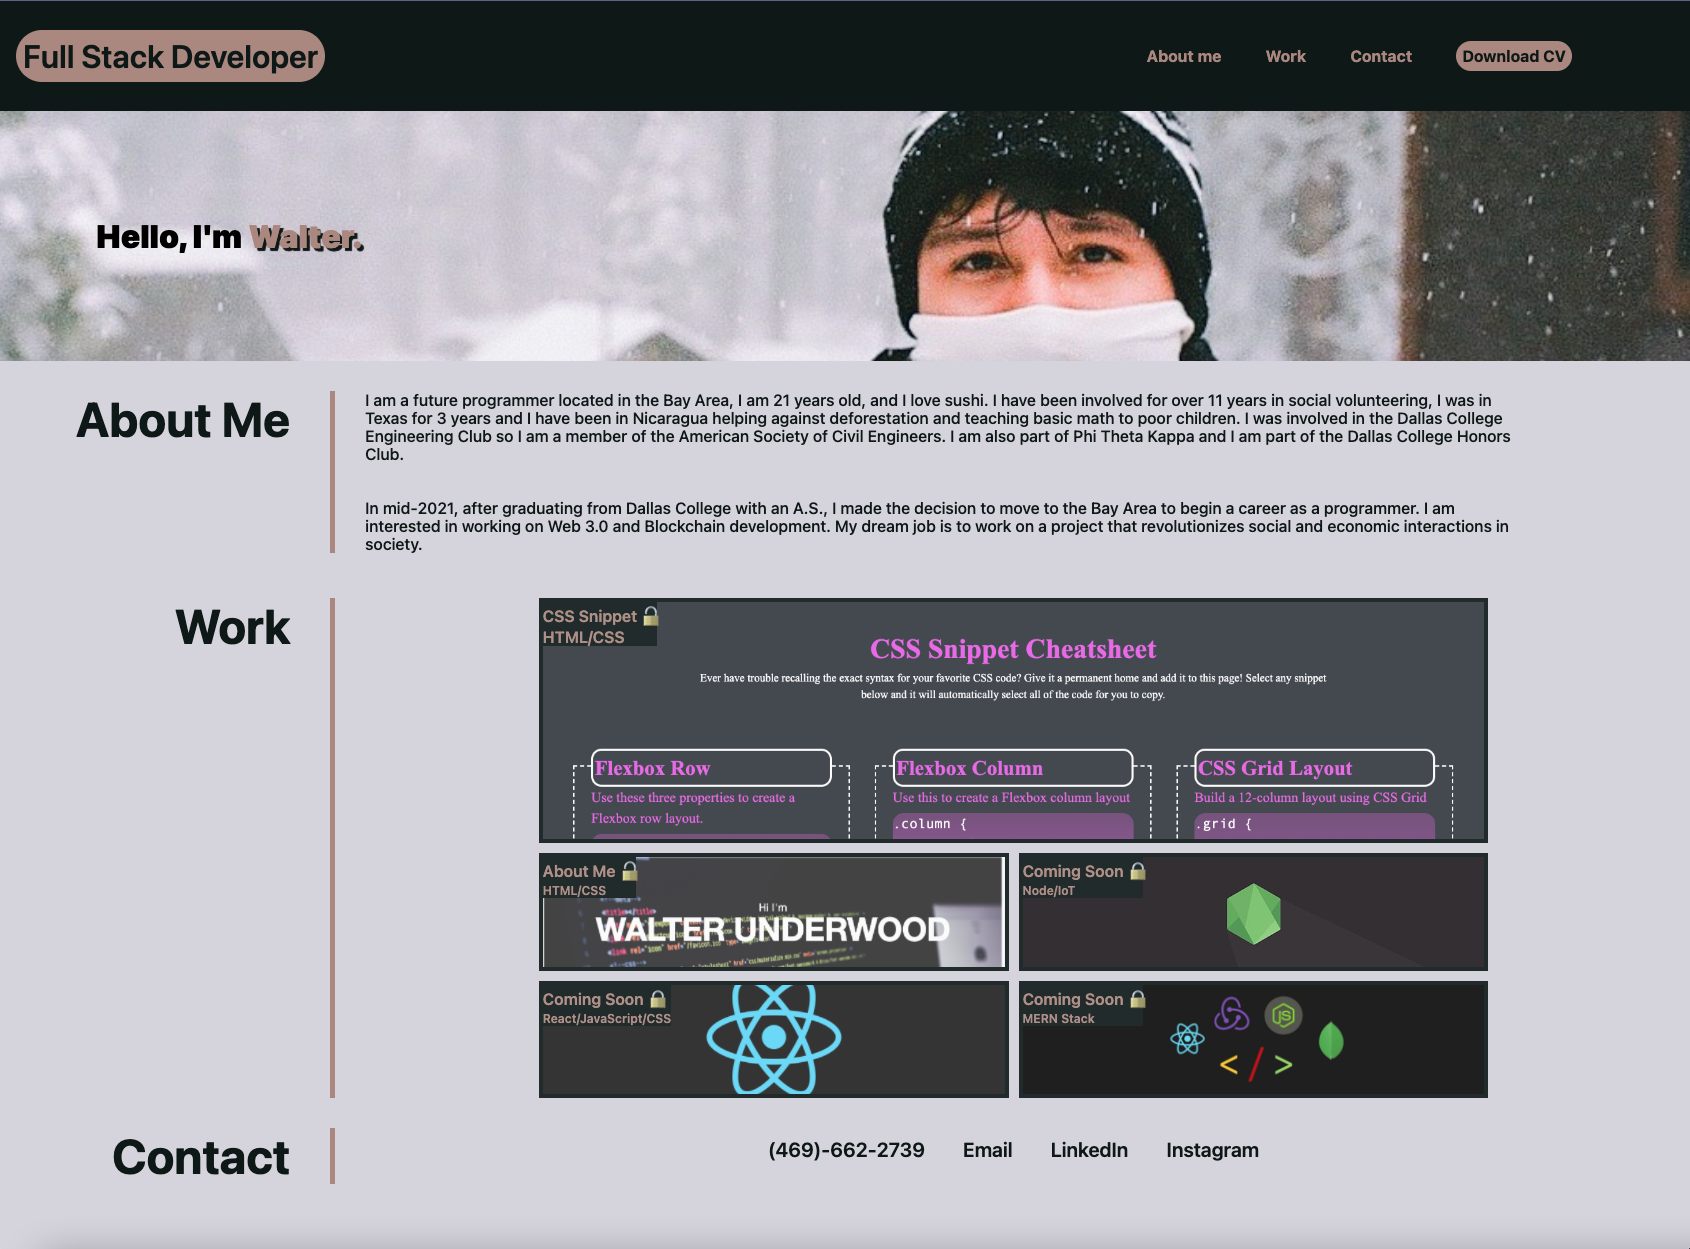 Full Stack Developer
About me Work Contact Download CV
Hello, I'm Walter.
About Me
I am a future programmer located in the Bay Area, I am 21 years old, and I love sushi. I have been involved for over 11 years in social volunteering, I was in
Texas for 3 years and I have been in Nicaragua helping against deforestation and teaching basic math to poor children. I was involved in the Dallas College
Engineering Club so I am a member of the American Society of Civil Engineers. I am also part of Phi Theta Kappa and I am part of the Dallas College Honors
Club.
In mid-2021, after graduating from Dallas College with an A.S., I made the decision to move to the Bay Area to begin a career as a programmer. I am
interested in working on Web 3.0 and Blockchain development. My dream job is to work on a project that revolutionizes social and economic interactions in
society.
Work
CSS Snippet 🔓
HTML/CSS
CSS Snippet Cheatsheet
Ever have trouble recalling the exact syntax for your favorite CSS code? Give it a permanent home and add it to this page! Select any snippet
below and it will automatically select all of the code for you to copy.
Flexbox Row
Use these three properties to create a
Flexbox row layout.
Flexbox Column
Use this to create a Flexbox column layout
.column {
CSS Grid Layout
Build a 12-column layout using CSS Grid
.grid {
About Me 🔓
HTML/CSS
Hi I'm
WALTER UNDERWOOD
Coming Soon 🔒
Node/IoT
Coming Soon 🔒
React/JavaScript/CSS
Coming Soon 🔒
MERN Stack
JS
< / >
Contact
(469)-662-2739 Email LinkedIn Instagram